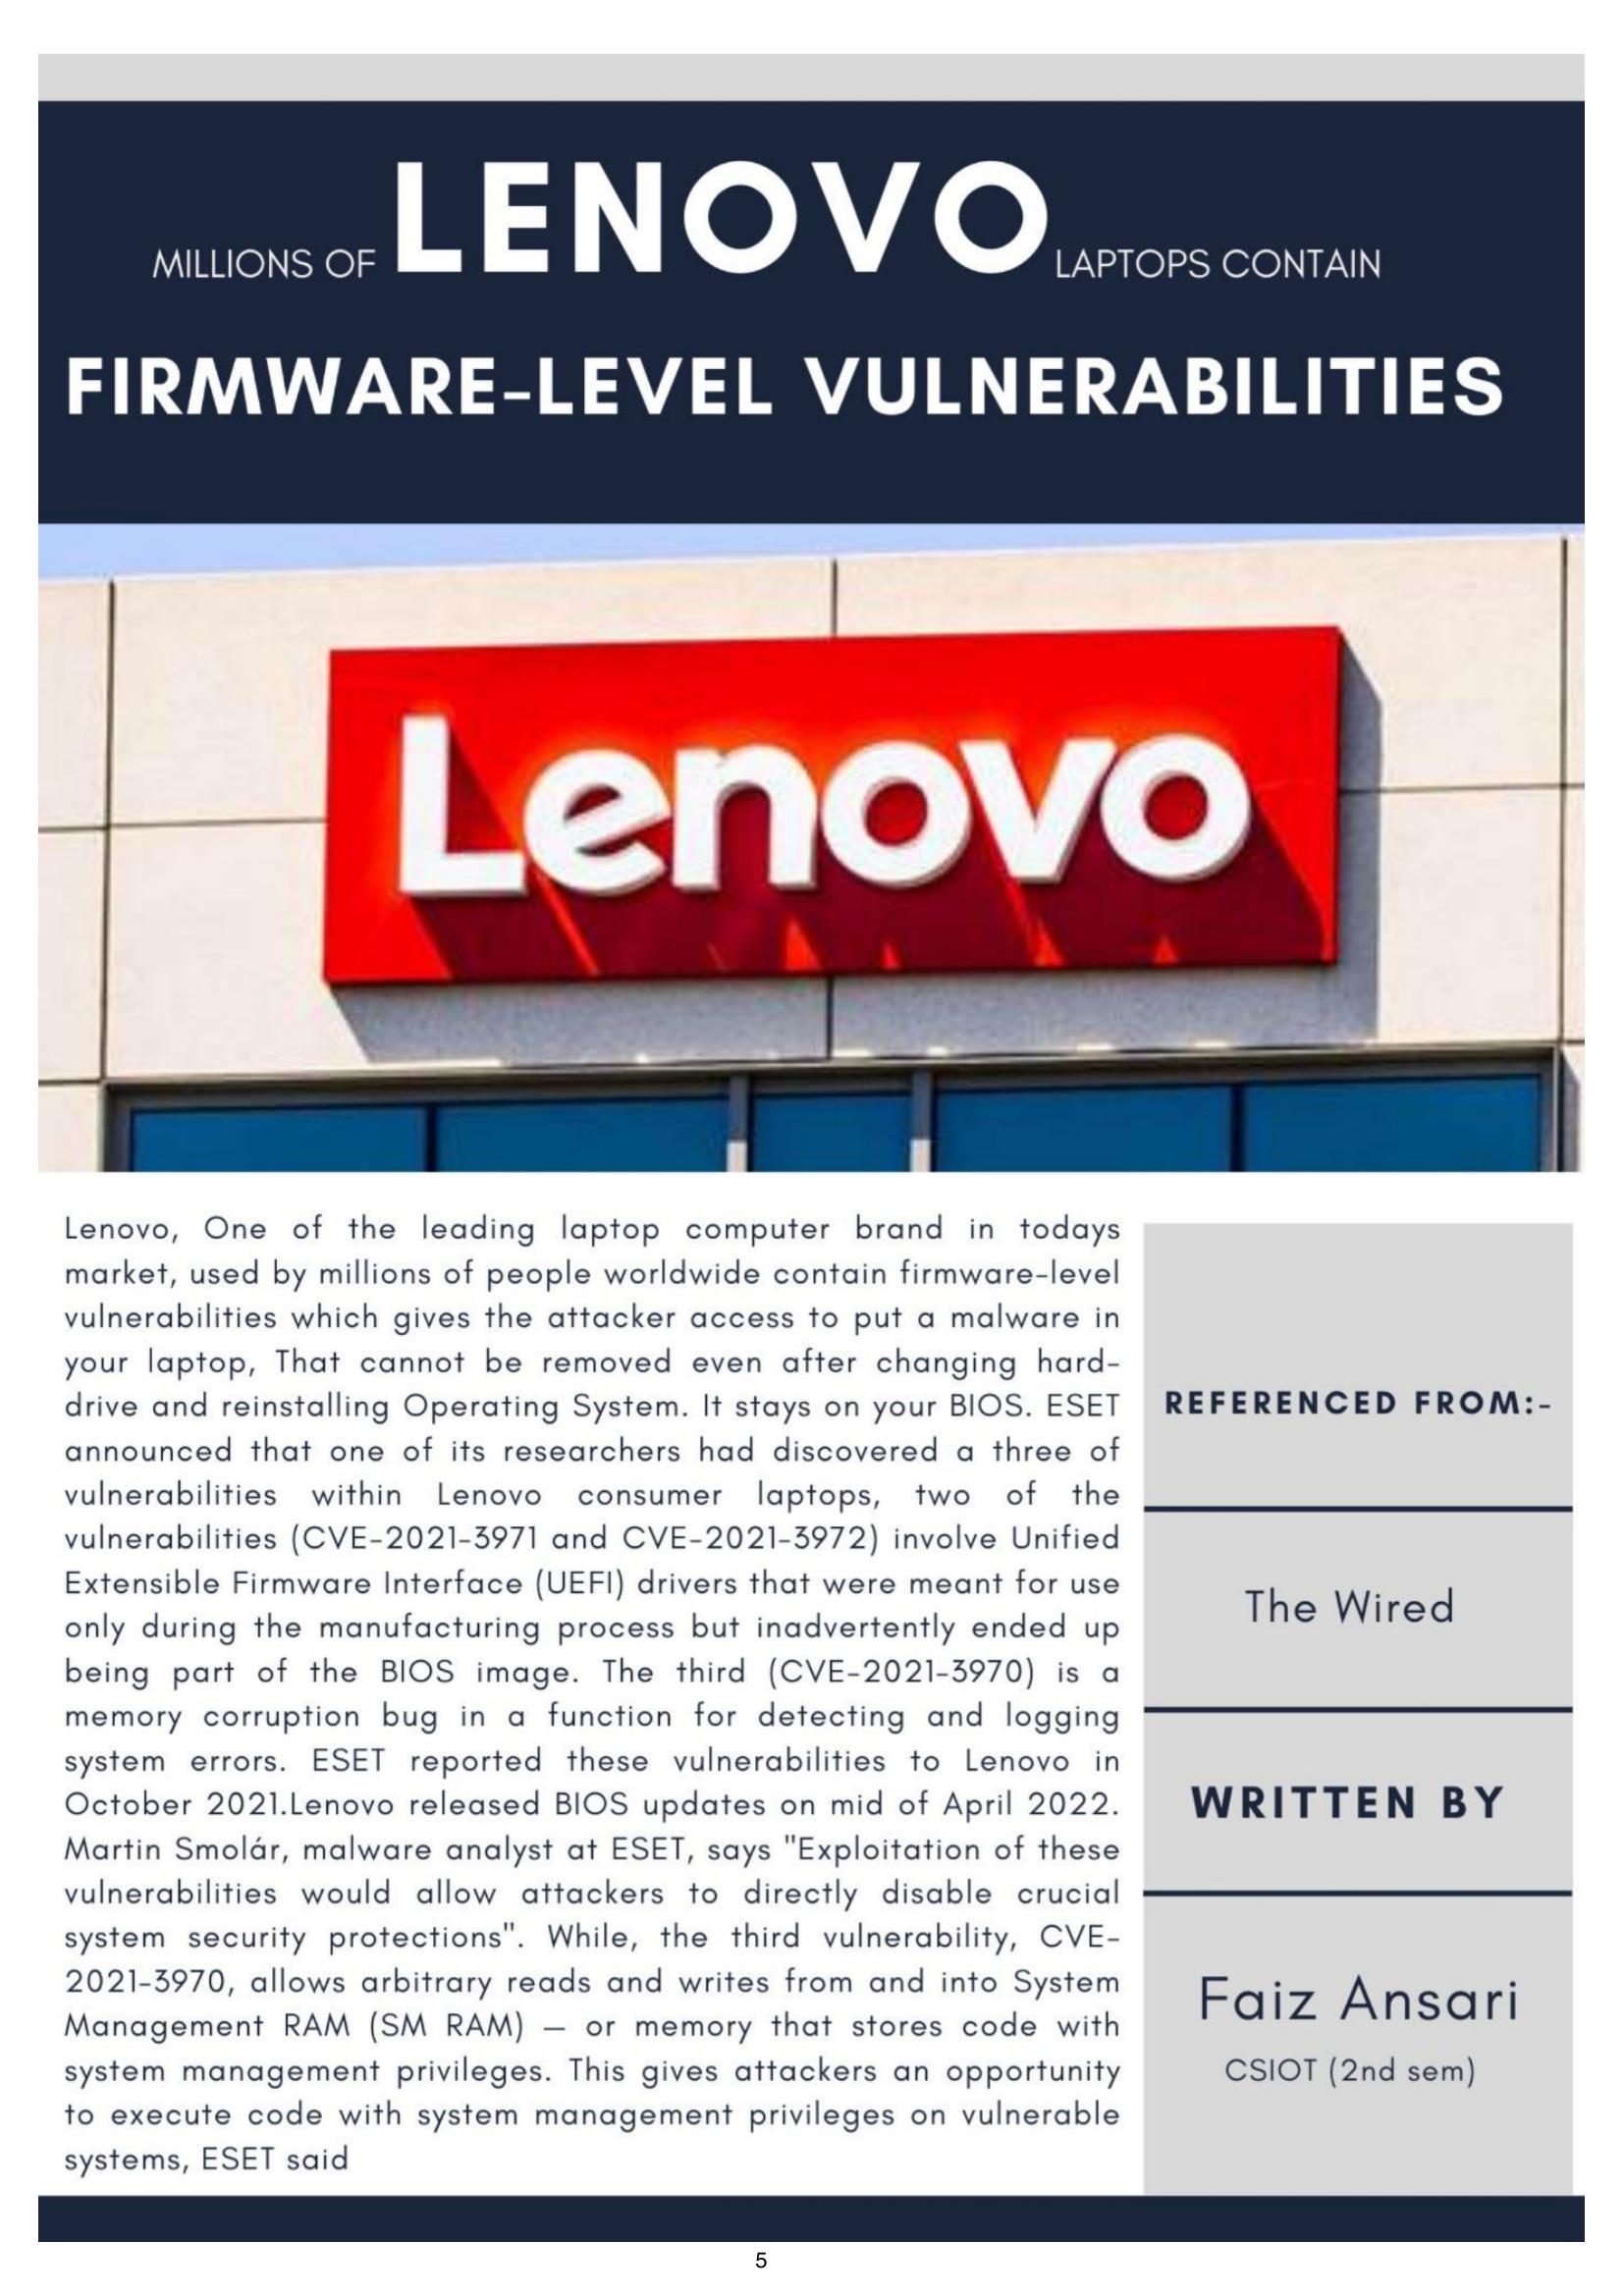 MILLIONS OF LENOVO LAPTOPS CONTAIN
FIRMWARE-LEVEL VULNERABILITIES
Lenovo
Lenovo, One of the leading laptop computer brand in todays
market, used by millions of people worldwide contain firmware-level
vulnerabilities which gives the attacker access to put a malware in
your laptop, That cannot be removed even after changing hard-
drive and reinstalling Operating System. It stays on your BIOS. ESET
announced that one of its researchers had discovered a three of
vulnerabilities within Lenovo consumer laptops, two of the
vulnerabilities (CVE-2021-3971 and CVE-2021-3972) involve Unified
Extensible Firmware Interface (UEFI) drivers that were meant for use
only during the manufacturing process but inadvertently ended up
being part of the BIOS image. The third (CVE-2021-3970) is a
memory corruption bug in a function for detecting and logging
system errors. ESET reported these vulnerabilities to Lenovo in
October 2021.Lenovo released BIOS updates on mid of April 2022.
Martin Smolár, malware analyst at ESET, says "Exploitation of these
vulnerabilities would allow attackers to directly disable crucial
system security protections". While, the third vulnerability, CVE-
2021-3970, allows arbitrary reads and writes from and into System
Management RAM (SM RAM) — or memory that stores code with
system management privileges. This gives attackers an opportunity
to execute code with system management privileges on vulnerable
systems, ESET said
REFERENCED FROM:-
The Wired
WRITTEN BY
Faiz Ansari
CSIOT (2nd sem)
5